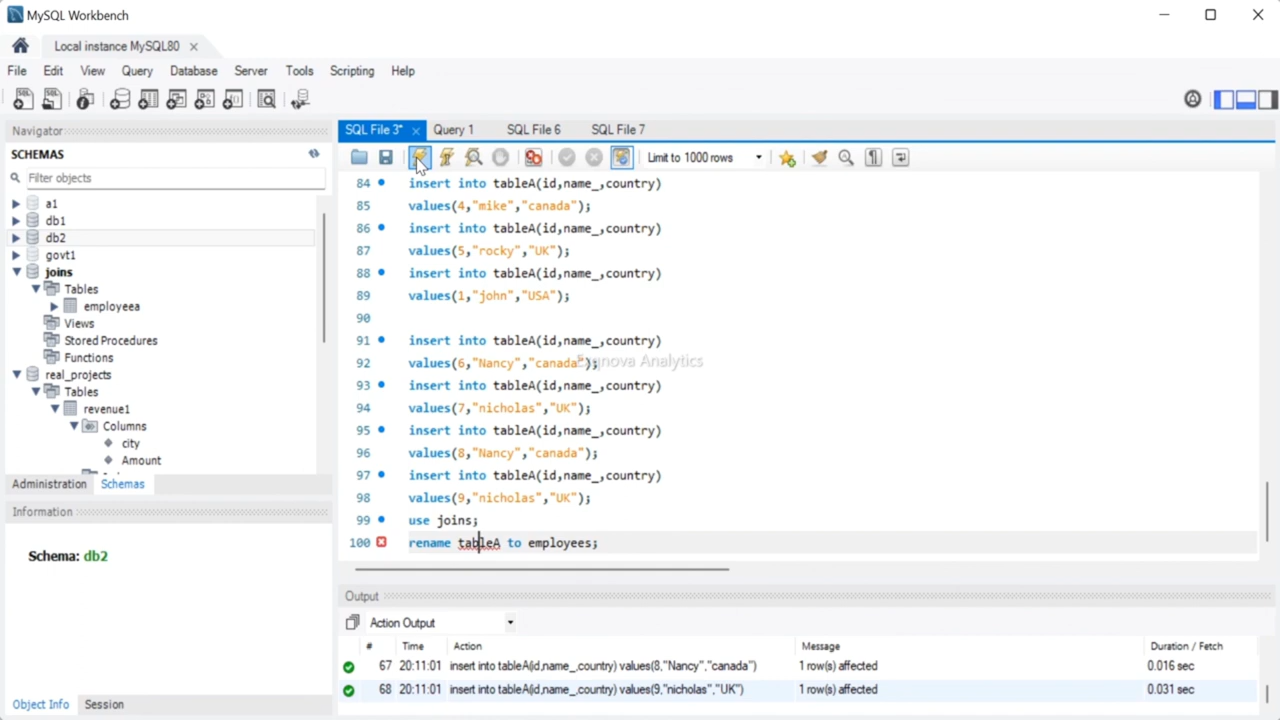 MySQL Workbench
Local instance MySQL80
File Edit View Query Database Server Tools Scripting Help
Navigator
SCHEMAS
Filter objects
a1
db1
db2
govt1
joins
Tables
employeea
Views
Stored Procedures
Functions
real_projects
Tables
revenue1
Columns
city
Amount
Administration Schemas
Information
Schema: db2
Object Info Session
SQL File 3* Query 1 SQL File 6 SQL File 7
Limit to 1000 rows
84 insert into tableA(id,name_,country)
85 values(4,"mike","canada");
86 insert into tableA(id,name_,country)
87 values(5,"rocky","UK");
88 insert into tableA(id,name_,country)
89 values(1,"john","USA");
90
91 insert into tableA(id,name_,country)
92 values(6,"Nancy","canada");
Analytics
93 insert into tableA(id,name_,country)
94 values(7,"nicholas","UK");
95 insert into tableA(id,name_,country)
96 values(8,"Nancy","canada");
97 insert into tableA(id,name_,country)
98 values(9,"nicholas","UK");
99 use joins;
100 rename tableA to employees;
Output
Action Output
# Time Action Message Duration / Fetch
67 20:11:01 insert into tableA(id,name_,country) values(8,"Nancy","canada") 1 row(s) affected 0.016 sec
68 20:11:01 insert into tableA(id,name_,country) values(9,"nicholas","UK") 1 row(s) affected 0.031 sec